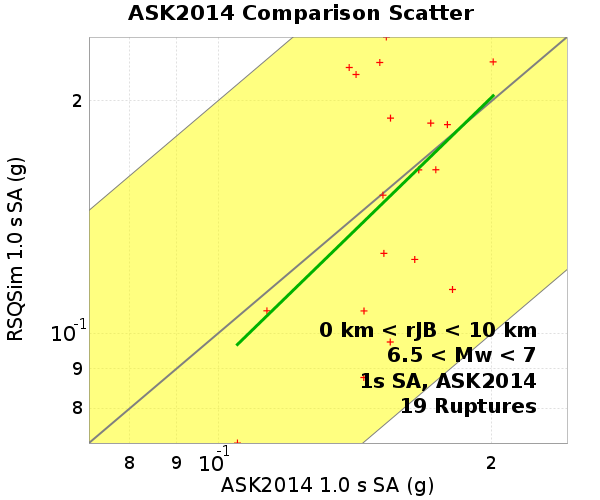 ASK2014 Comparison Scatter
RSQSim 1.0 s SA (g)
2
10-1
9
8
0 km < rJB < 10 km
6.5 < Mw < 7
1s SA, ASK2014
19 Ruptures
8 9 10-1 2
ASK2014 1.0 s SA (g)